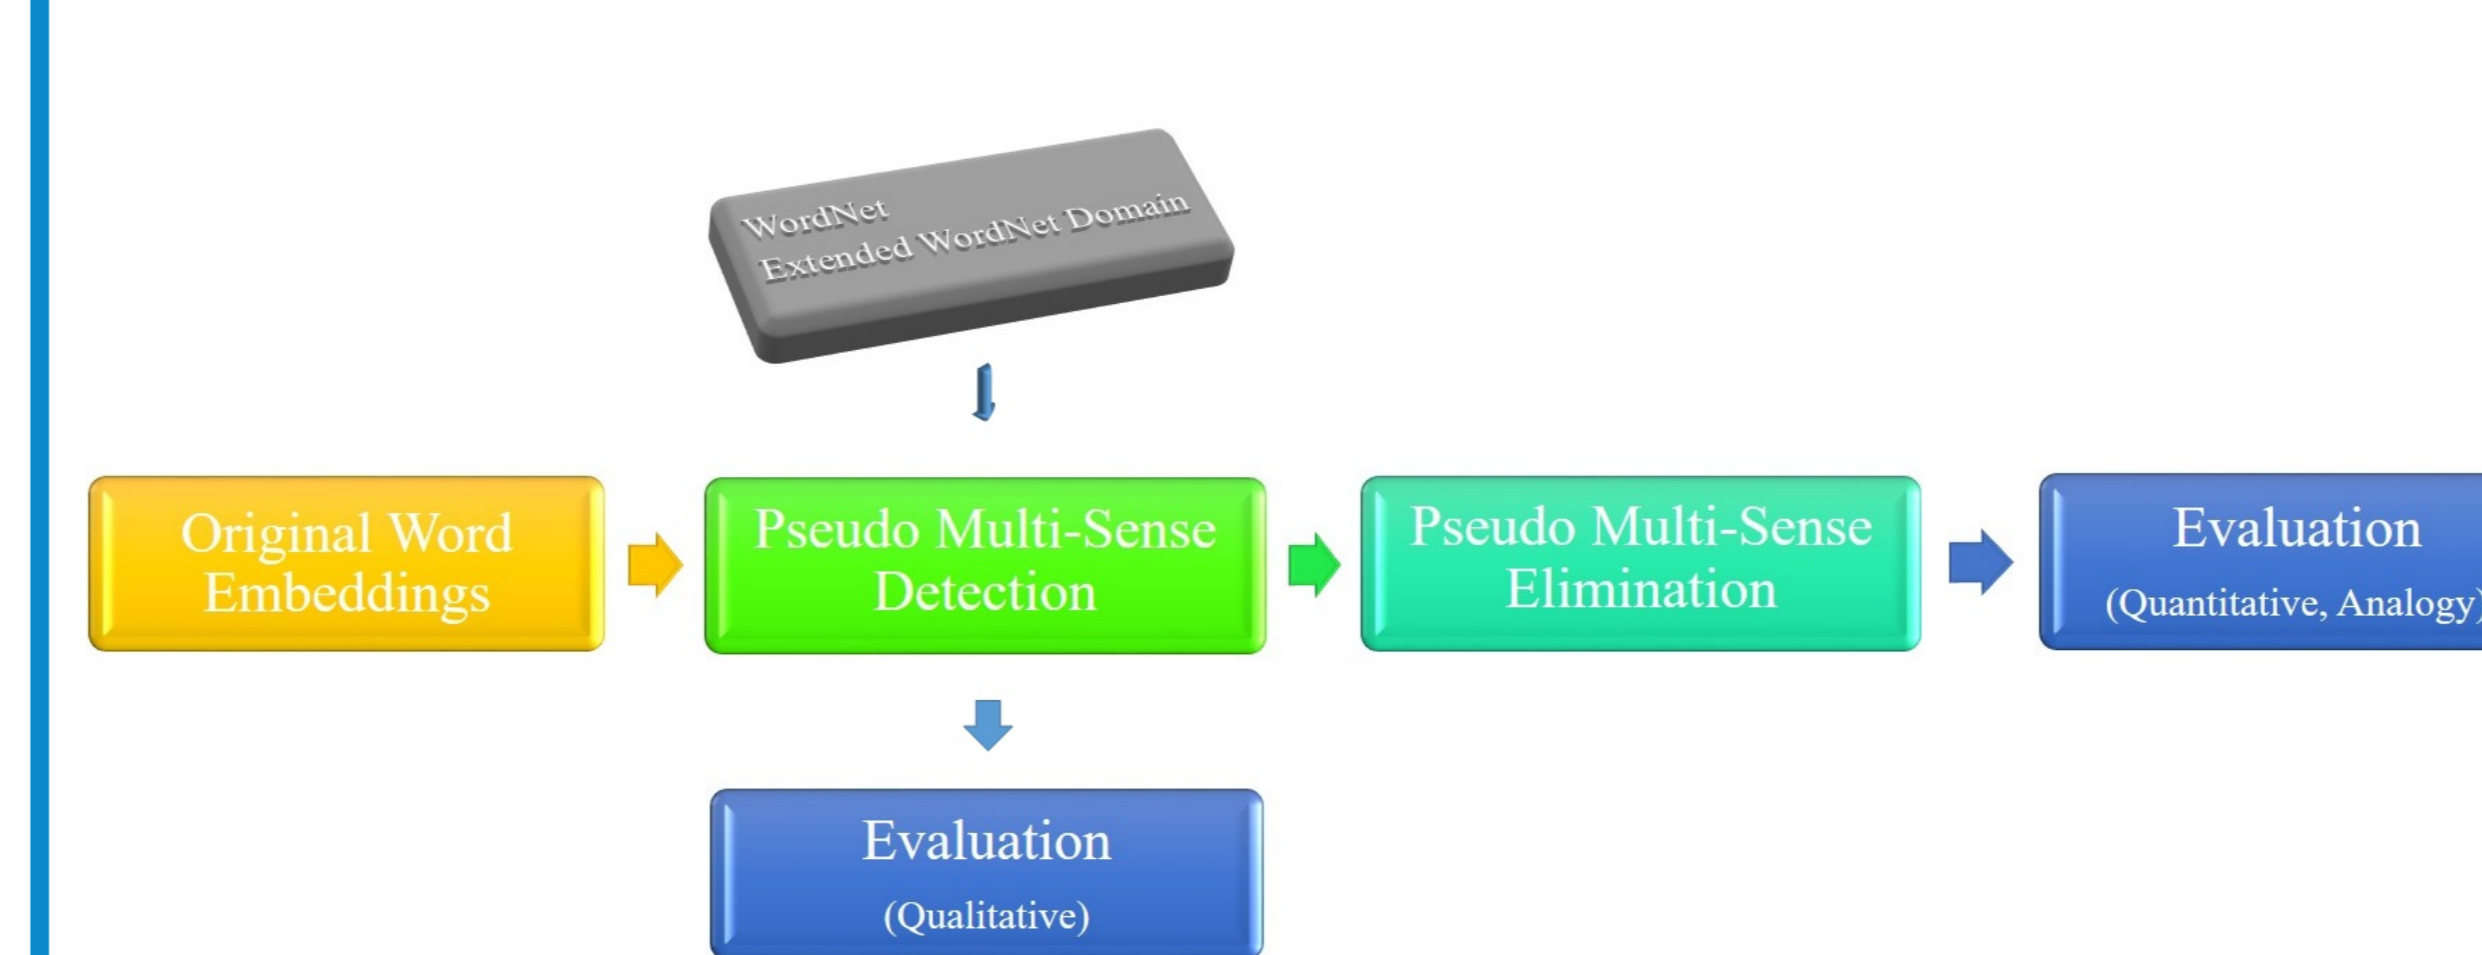 WordNet
Extended WordNet Domain
Original Word
Embeddings
Pseudo Multi-Sense
Detection
Pseudo Multi-Sense
Elimination
Evaluation
(Quantitative, Analogy)
Evaluation
(Qualitative)